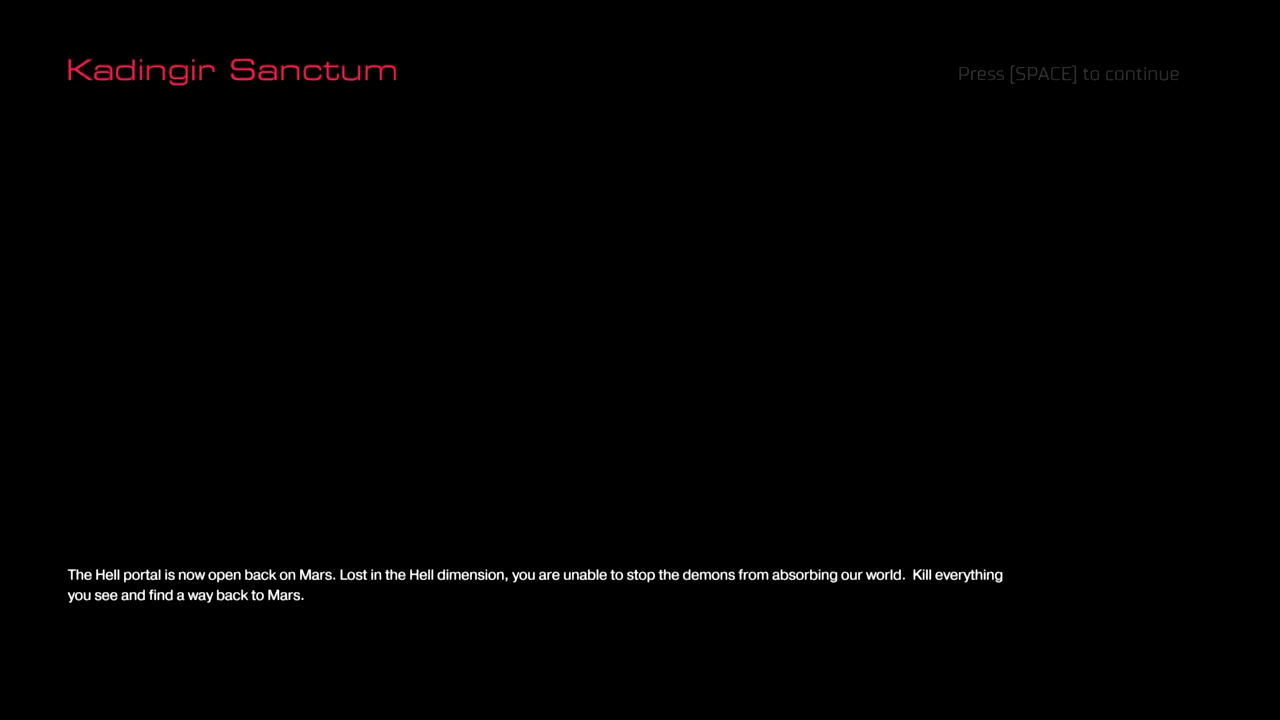 Kadingir Sanctum
Press [SPACE] to continue
The Hell portal is now open back on Mars. Lost in the Hell dimension, you are unable to stop the demons from absorbing our world.  Kill everything
you see and find a way back to Mars.